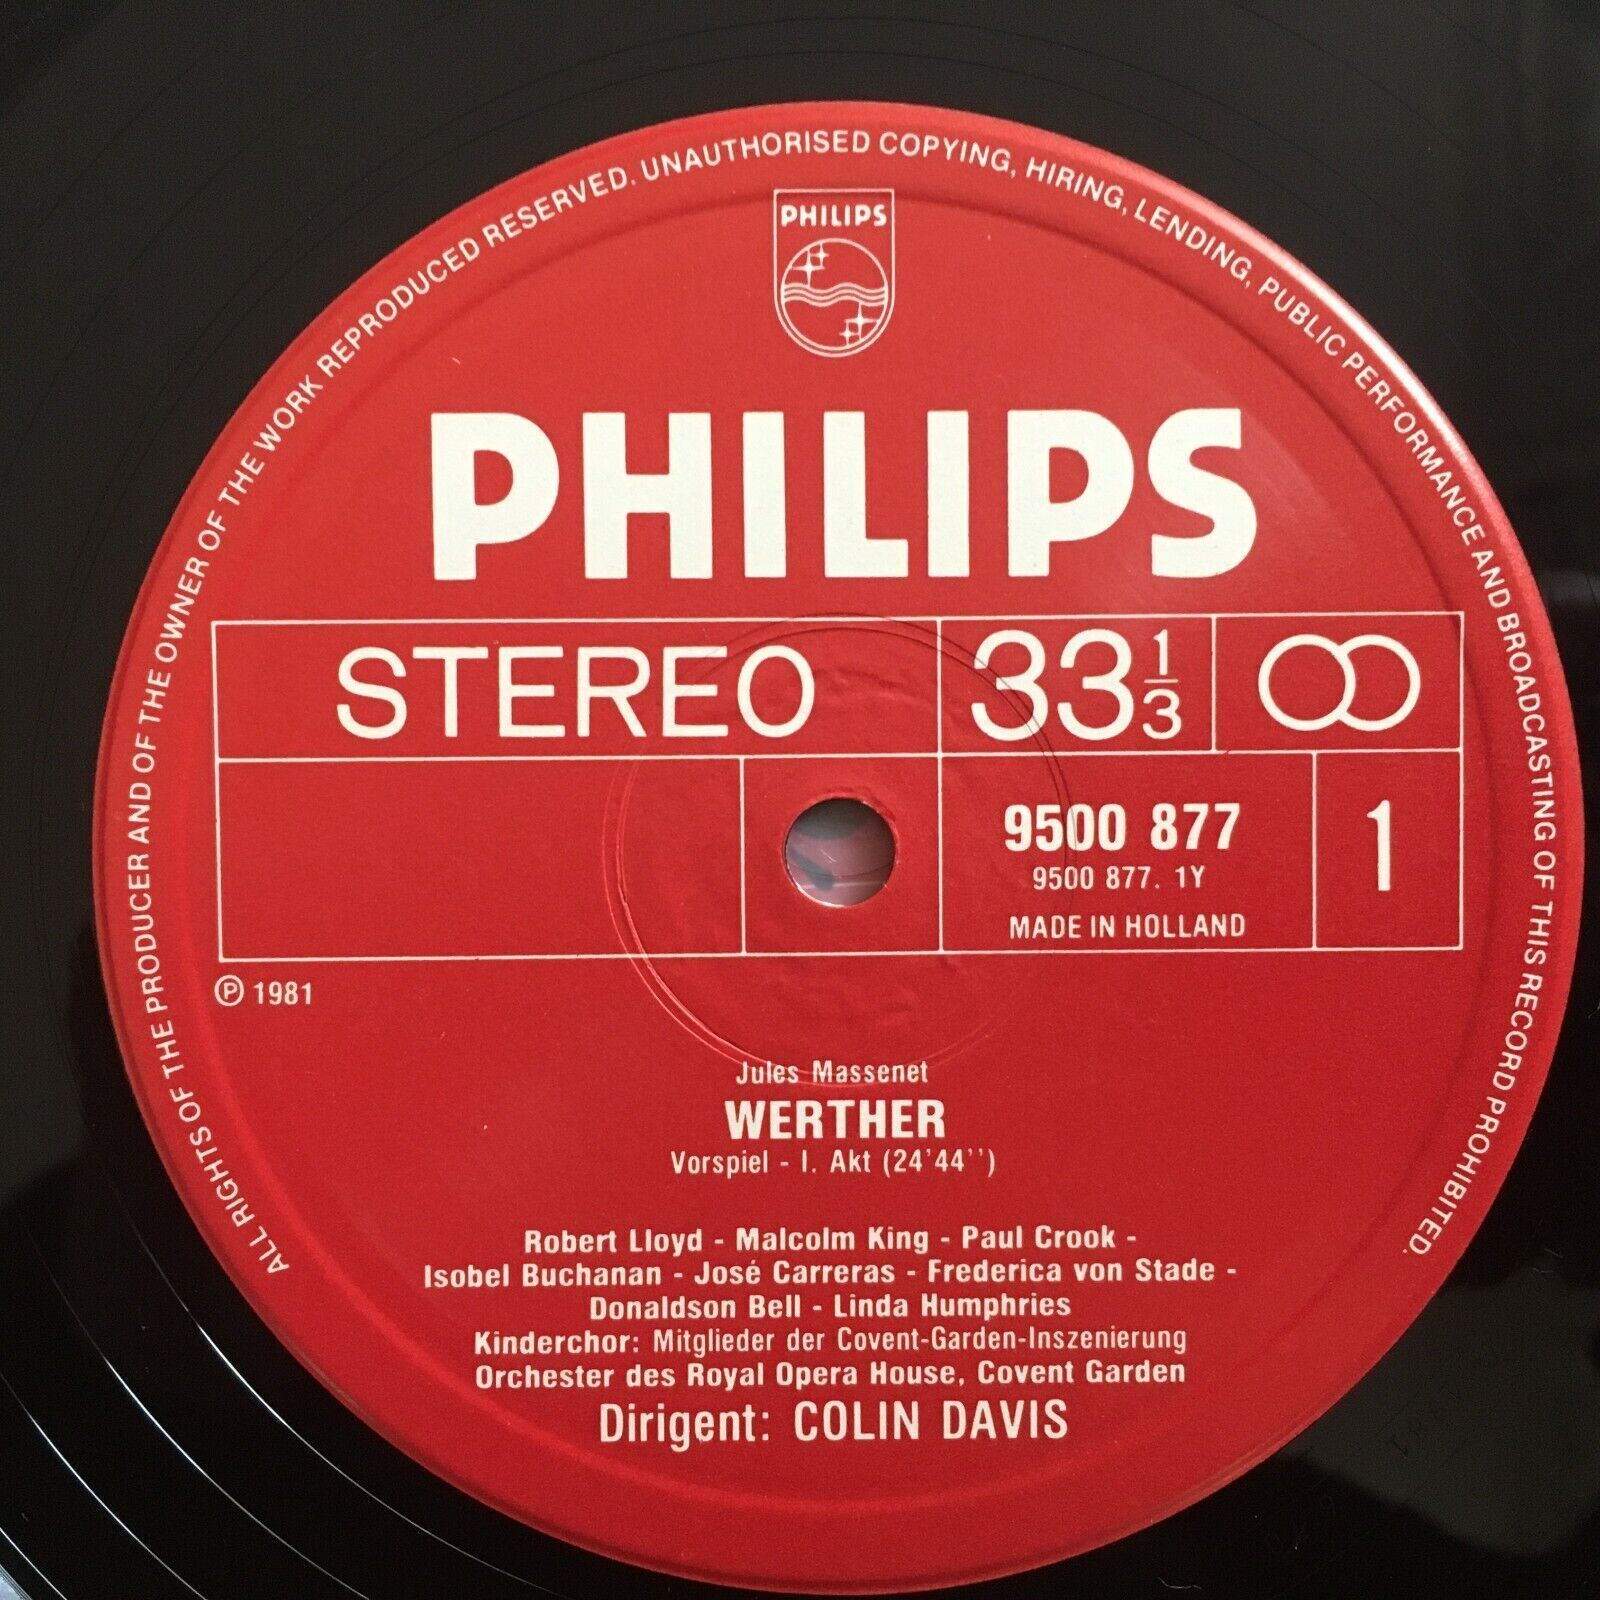 ALL RIGHTS OF THE PRODUCER AND OF THE OWNER OF THE WORK REPRODUCED RESERVED. UNAUTHORISED COPYING, HIRING, LENDING, PUBLIC PERFORMANCE AND BROADCASTING OF THIS RECORD PROHIBITED.
PHILIPS
PHILIPS
STEREO 33 1/3
9500 877 1
9500 877. 1Y
MADE IN HOLLAND
Ⓟ 1981
Jules Massenet
WERTHER
Vorspiel - I. Akt (24'44'')
Robert Lloyd - Malcolm King - Paul Crook -
Isobel Buchanan - José Carreras - Frederica von Stade -
Donaldson Bell - Linda Humphries
Kinderchor: Mitglieder der Covent-Garden-Inszenierung
Orchester des Royal Opera House, Covent Garden
Dirigent: COLIN DAVIS